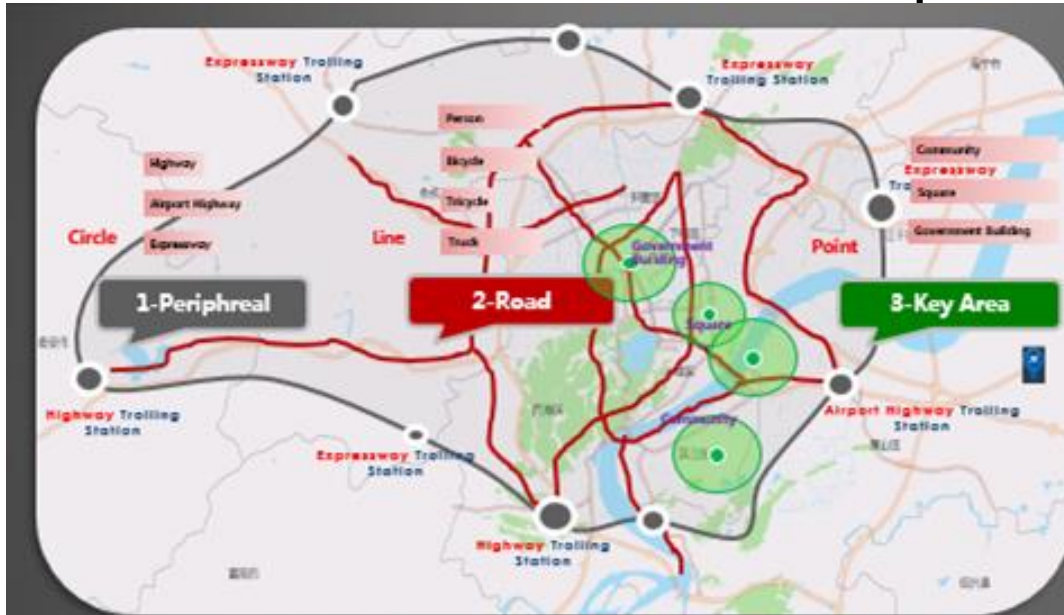 Expressway Trolling
Station
Expressway
Trolling Station
Person
Bicycle
Tricycle
Truck
Highway
Airport Highway
Expressway
Community
Expressway
Square
Government Building
Circle
Line
Point
Government
Building
1-Periphreal
2-Road
3-Key Area
Square
Highway Trolling
Station
Community
Airport Highway Trolling
Station
Expressway Trolling
Station
Highway Trolling
Station